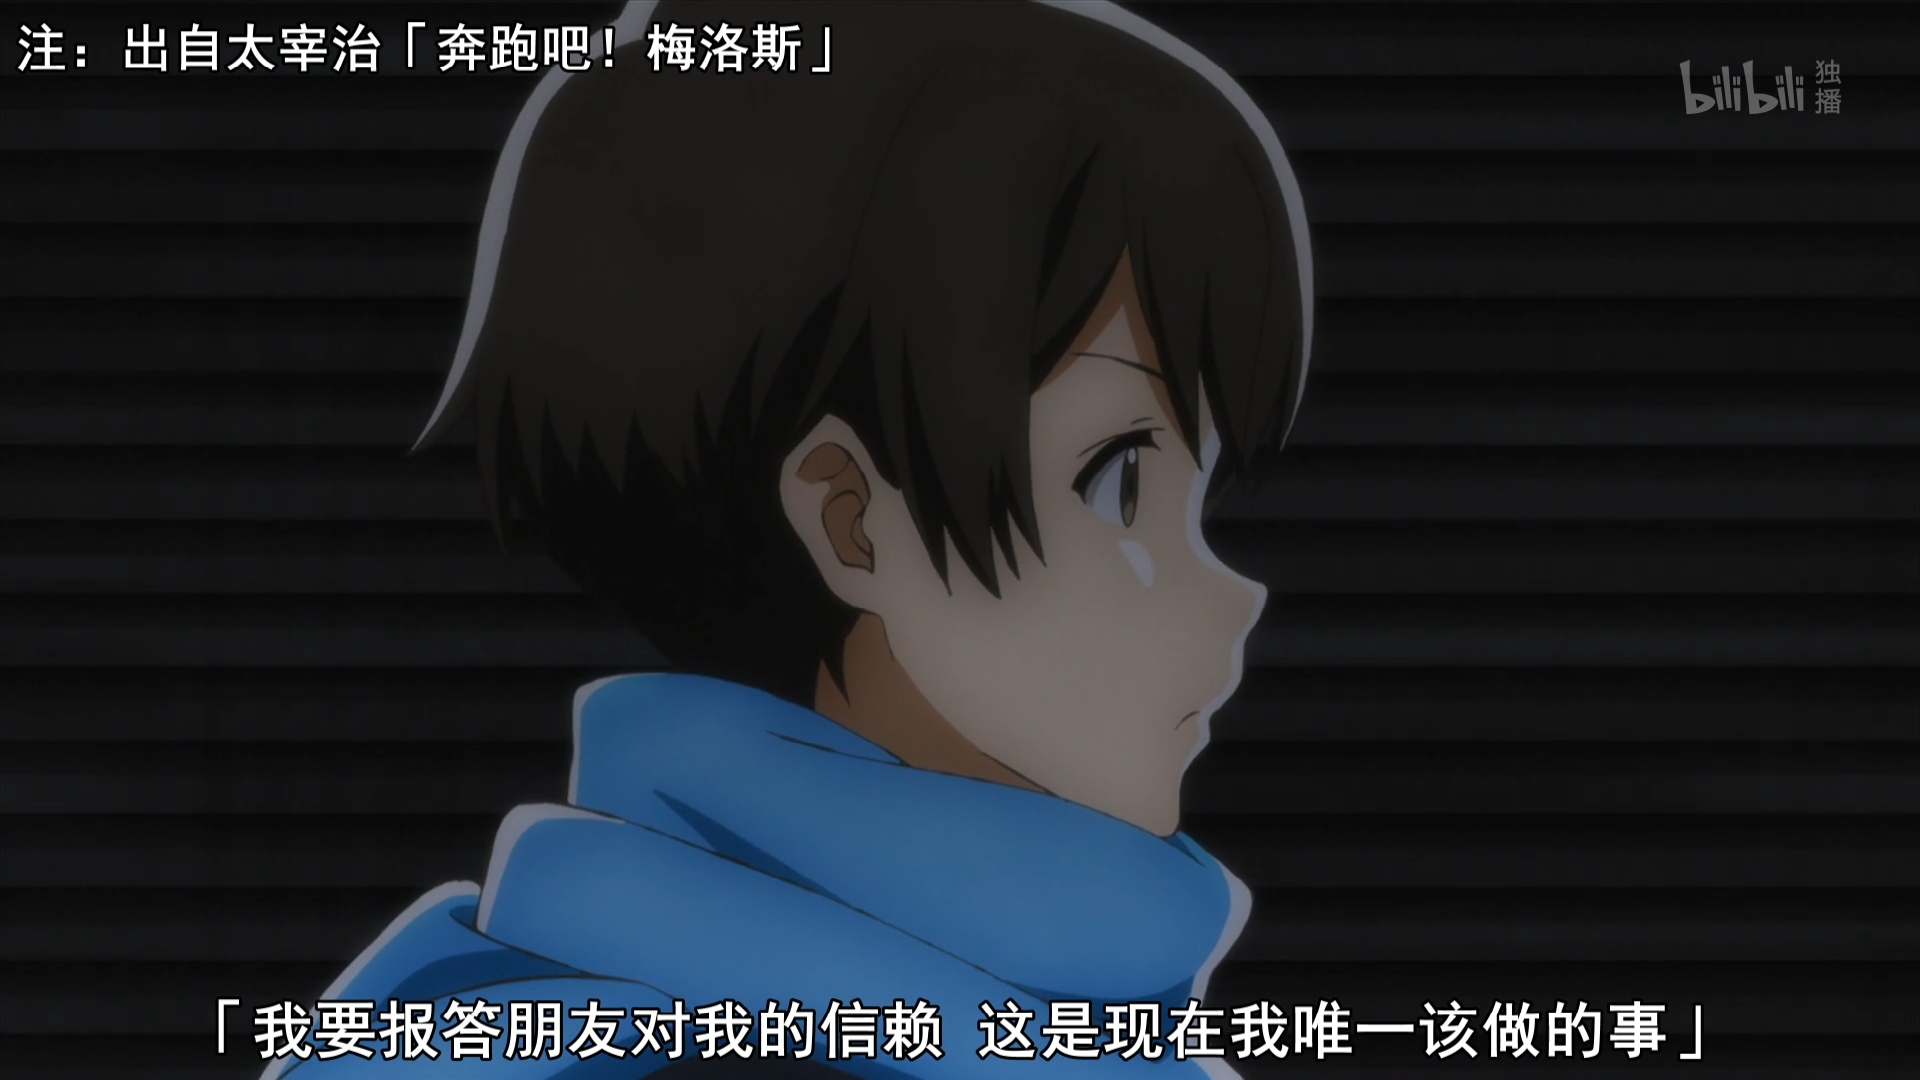 注：出自太宰治「奔跑吧！梅洛斯」
bilibili 独播
「我要报答朋友对我的信赖 这是现在我唯一该做的事」